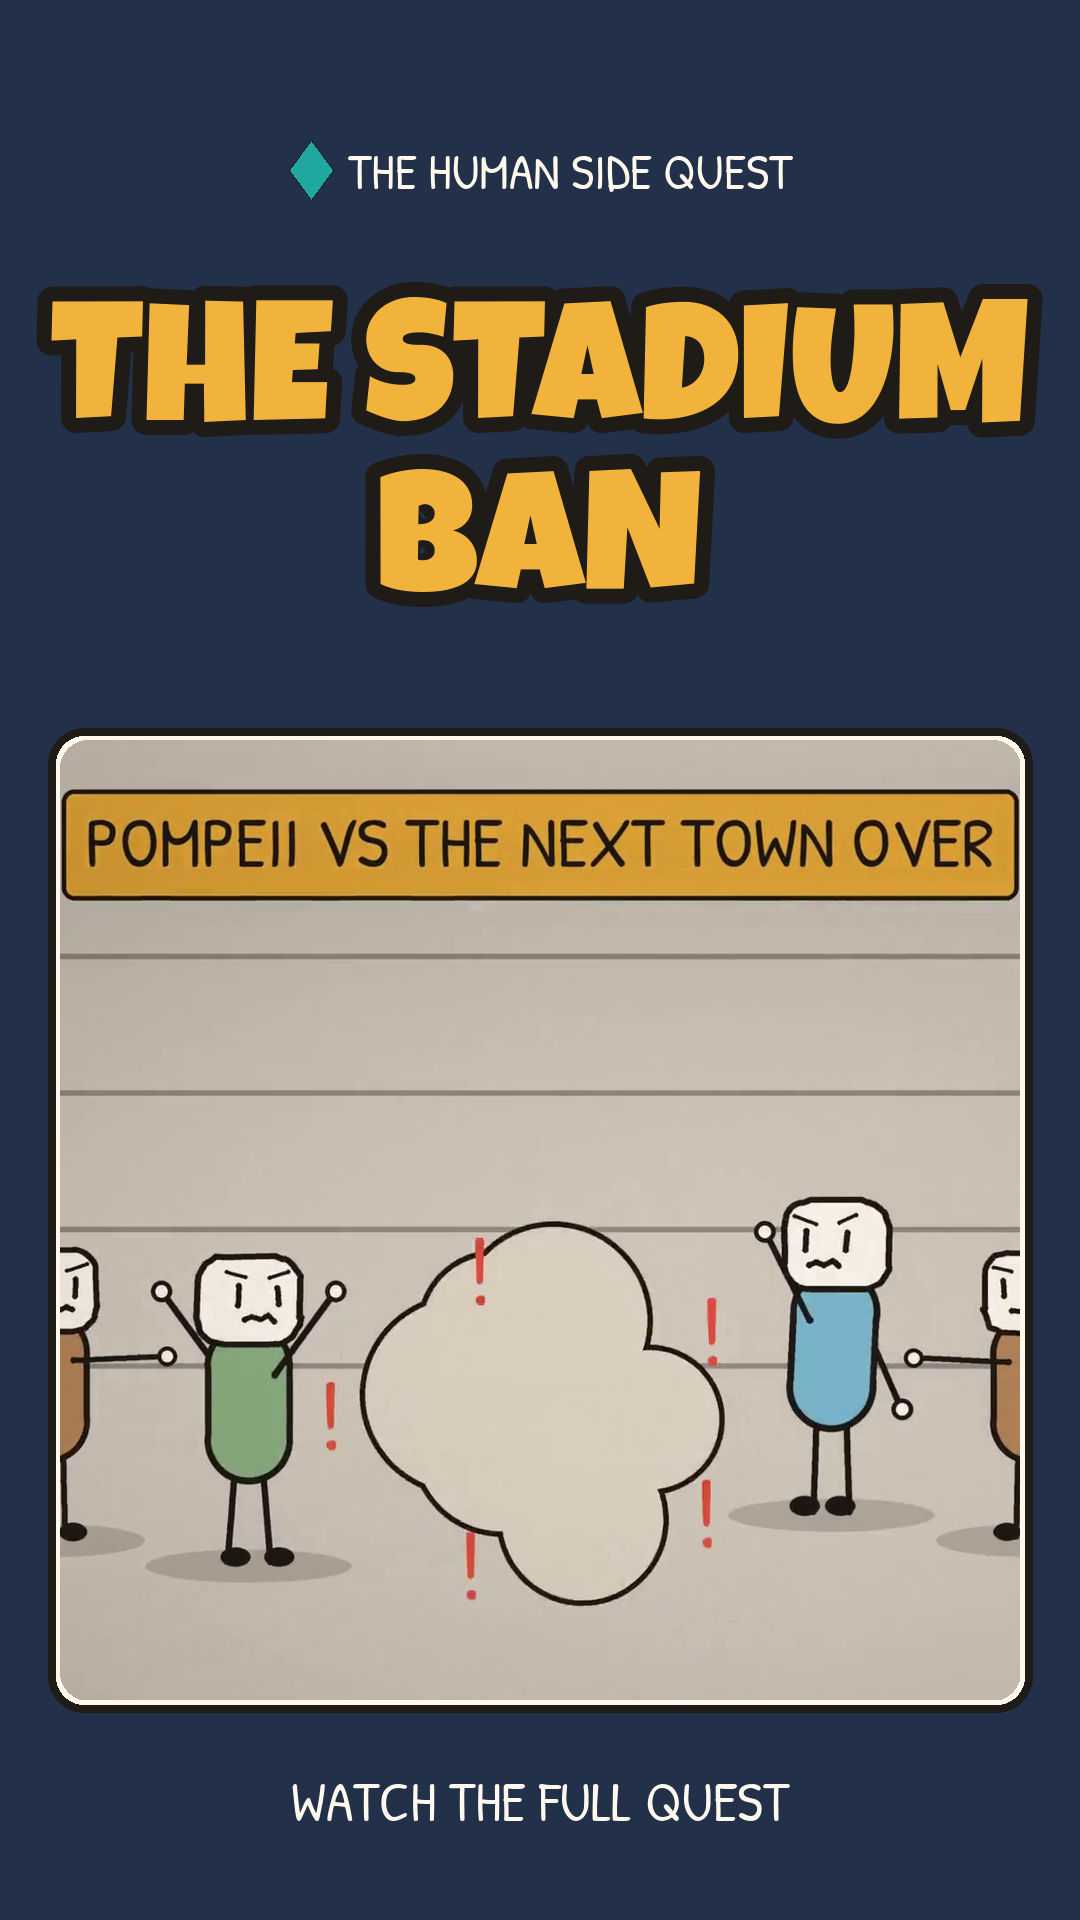 THE HUMAN SIDE QUEST
THE STADIUM
BAN
POMPEII VS THE NEXT TOWN OVER
! ! ! ! !
WATCH THE FULL QUEST